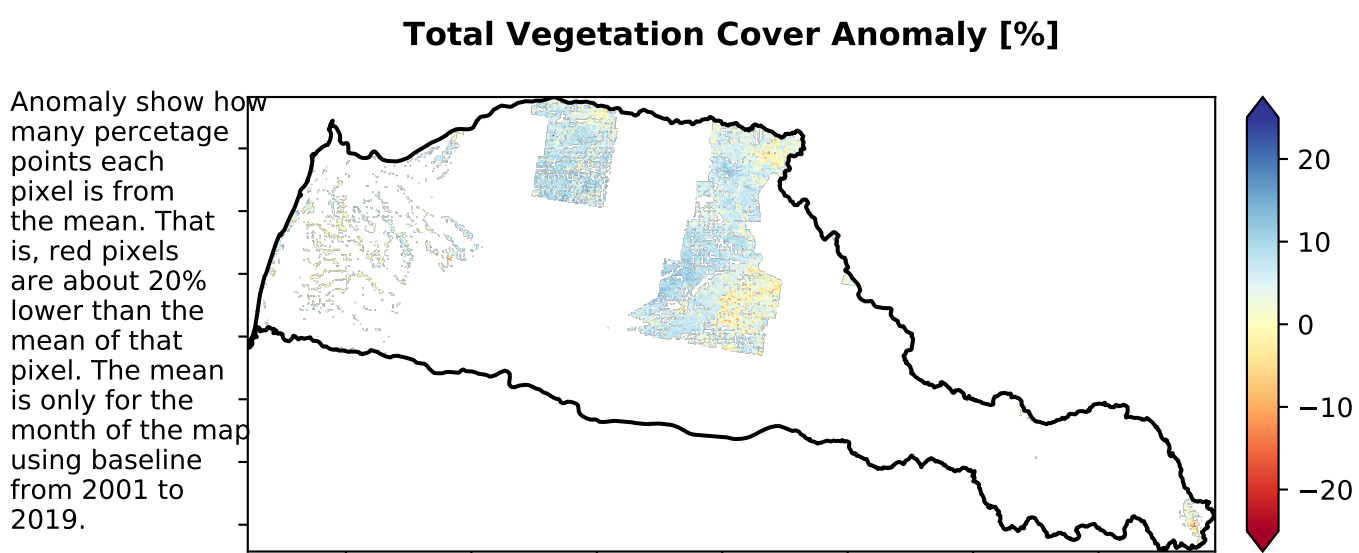 Total Vegetation Cover Anomaly [%]
Anomaly show how
many percetage
points each
pixel is from
the mean. That
is, red pixels
are about 20%
lower than the
mean of that
pixel. The mean
is only for the
month of the map
using baseline
from 2001 to
2019.
20
10
0
−10
−20